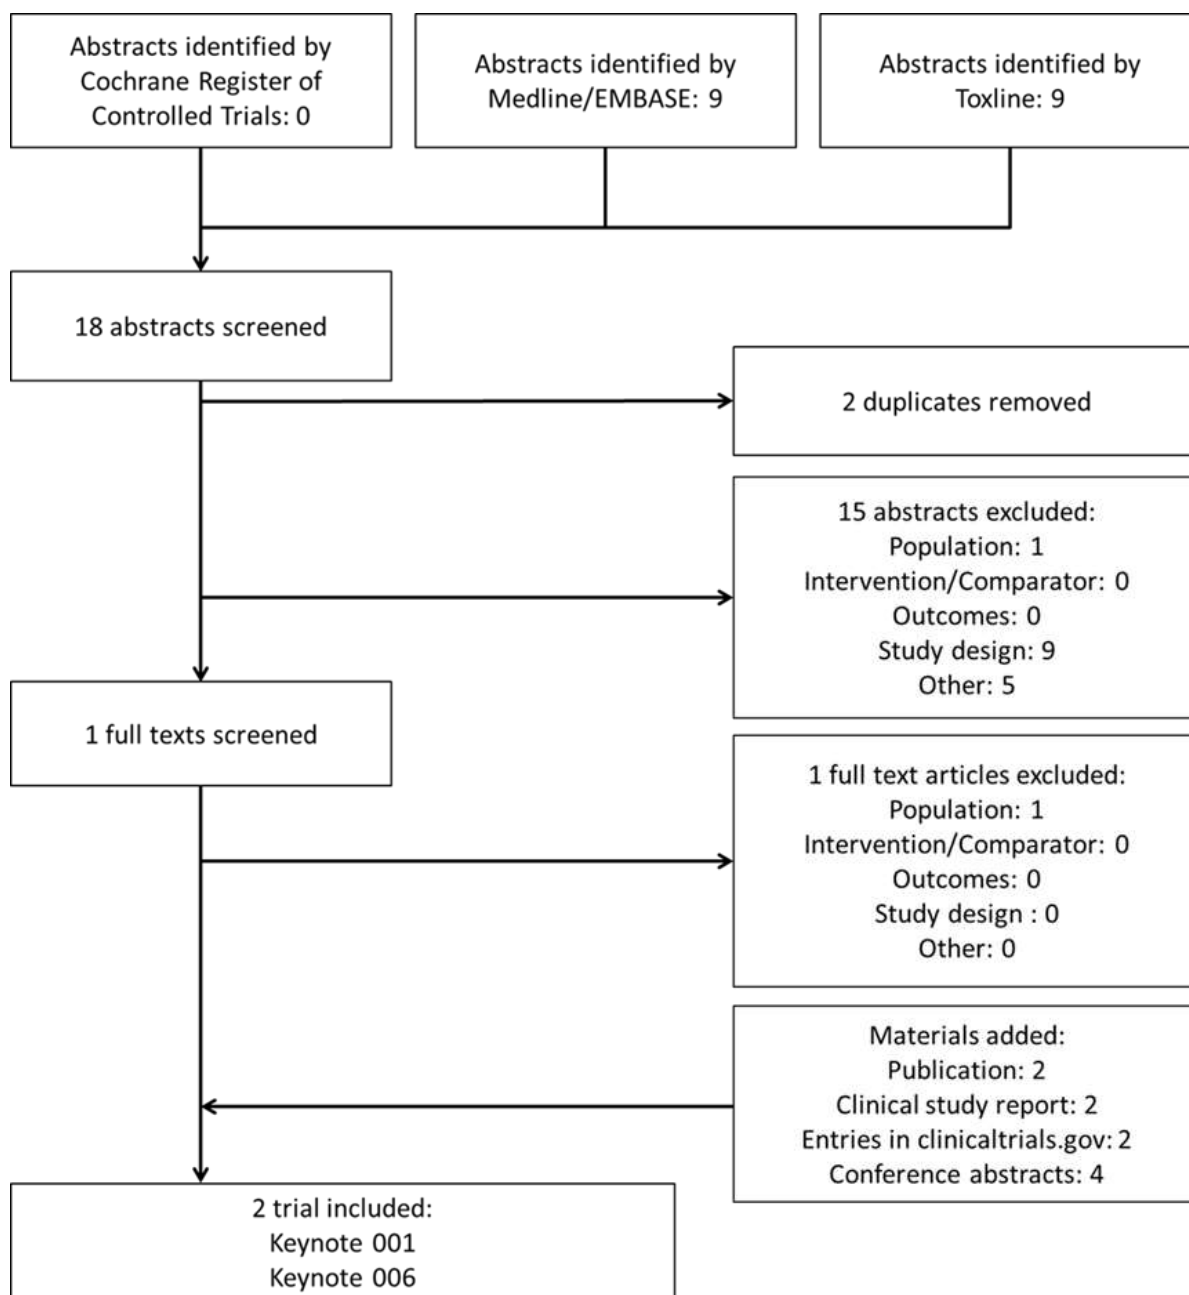 Abstracts identified by
Cochrane Register of
Controlled Trials: 0
Abstracts identified by
Medline/EMBASE: 9
Abstracts identified by
Toxline: 9
18 abstracts screened
2 duplicates removed
15 abstracts excluded:
Population: 1
Intervention/Comparator: 0
Outcomes: 0
Study design: 9
Other: 5
1 full texts screened
1 full text articles excluded:
Population: 1
Intervention/Comparator: 0
Outcomes: 0
Study design : 0
Other: 0
Materials added:
Publication: 2
Clinical study report: 2
Entries in clinicaltrials.gov: 2
Conference abstracts: 4
2 trial included:
Keynote 001
Keynote 006